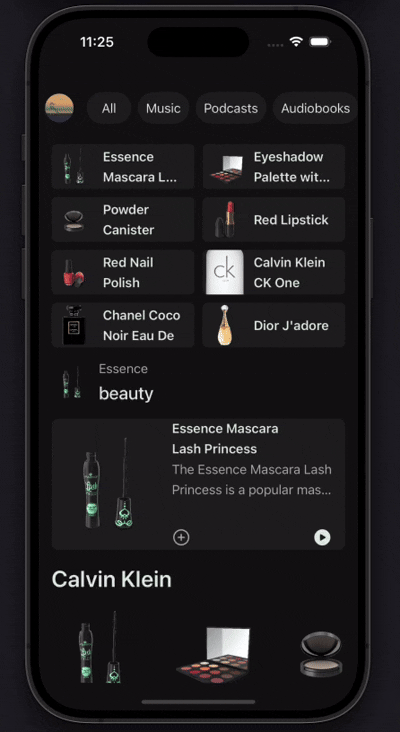 11:25
All
Music
Podcasts
Audiobooks
Essence
Mascara L...
Eyeshadow
Palette wit...
Powder
Canister
Red Lipstick
Red Nail
Polish
ck
Calvin Klein
CK One
Chanel Coco
Noir Eau De
Dior J'adore
Essence
beauty
Essence Mascara
Lash Princess
The Essence Mascara Lash
Princess is a popular mas...
Calvin Klein